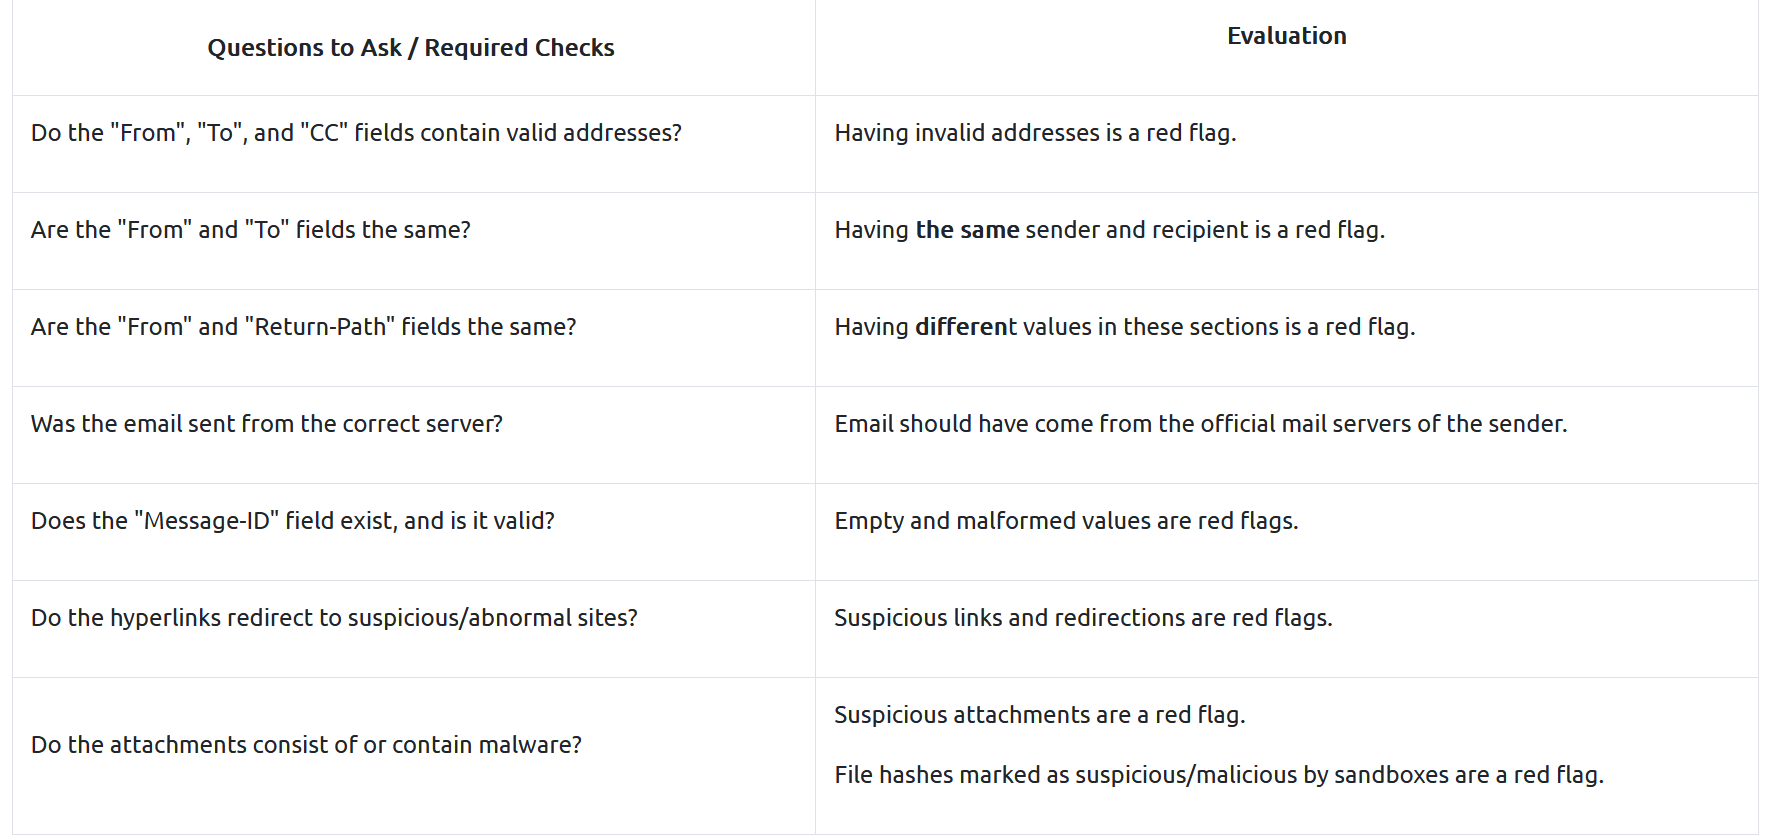 Questions to Ask / Required Checks
Evaluation
Do the "From", "To", and "CC" fields contain valid addresses?
Having invalid addresses is a red flag.
Are the "From" and "To" fields the same?
Having the same sender and recipient is a red flag.
Are the "From" and "Return-Path" fields the same?
Having different values in these sections is a red flag.
Was the email sent from the correct server?
Email should have come from the official mail servers of the sender.
Does the "Message-ID" field exist, and is it valid?
Empty and malformed values are red flags.
Do the hyperlinks redirect to suspicious/abnormal sites?
Suspicious links and redirections are red flags.
Do the attachments consist of or contain malware?
Suspicious attachments are a red flag.
File hashes marked as suspicious/malicious by sandboxes are a red flag.